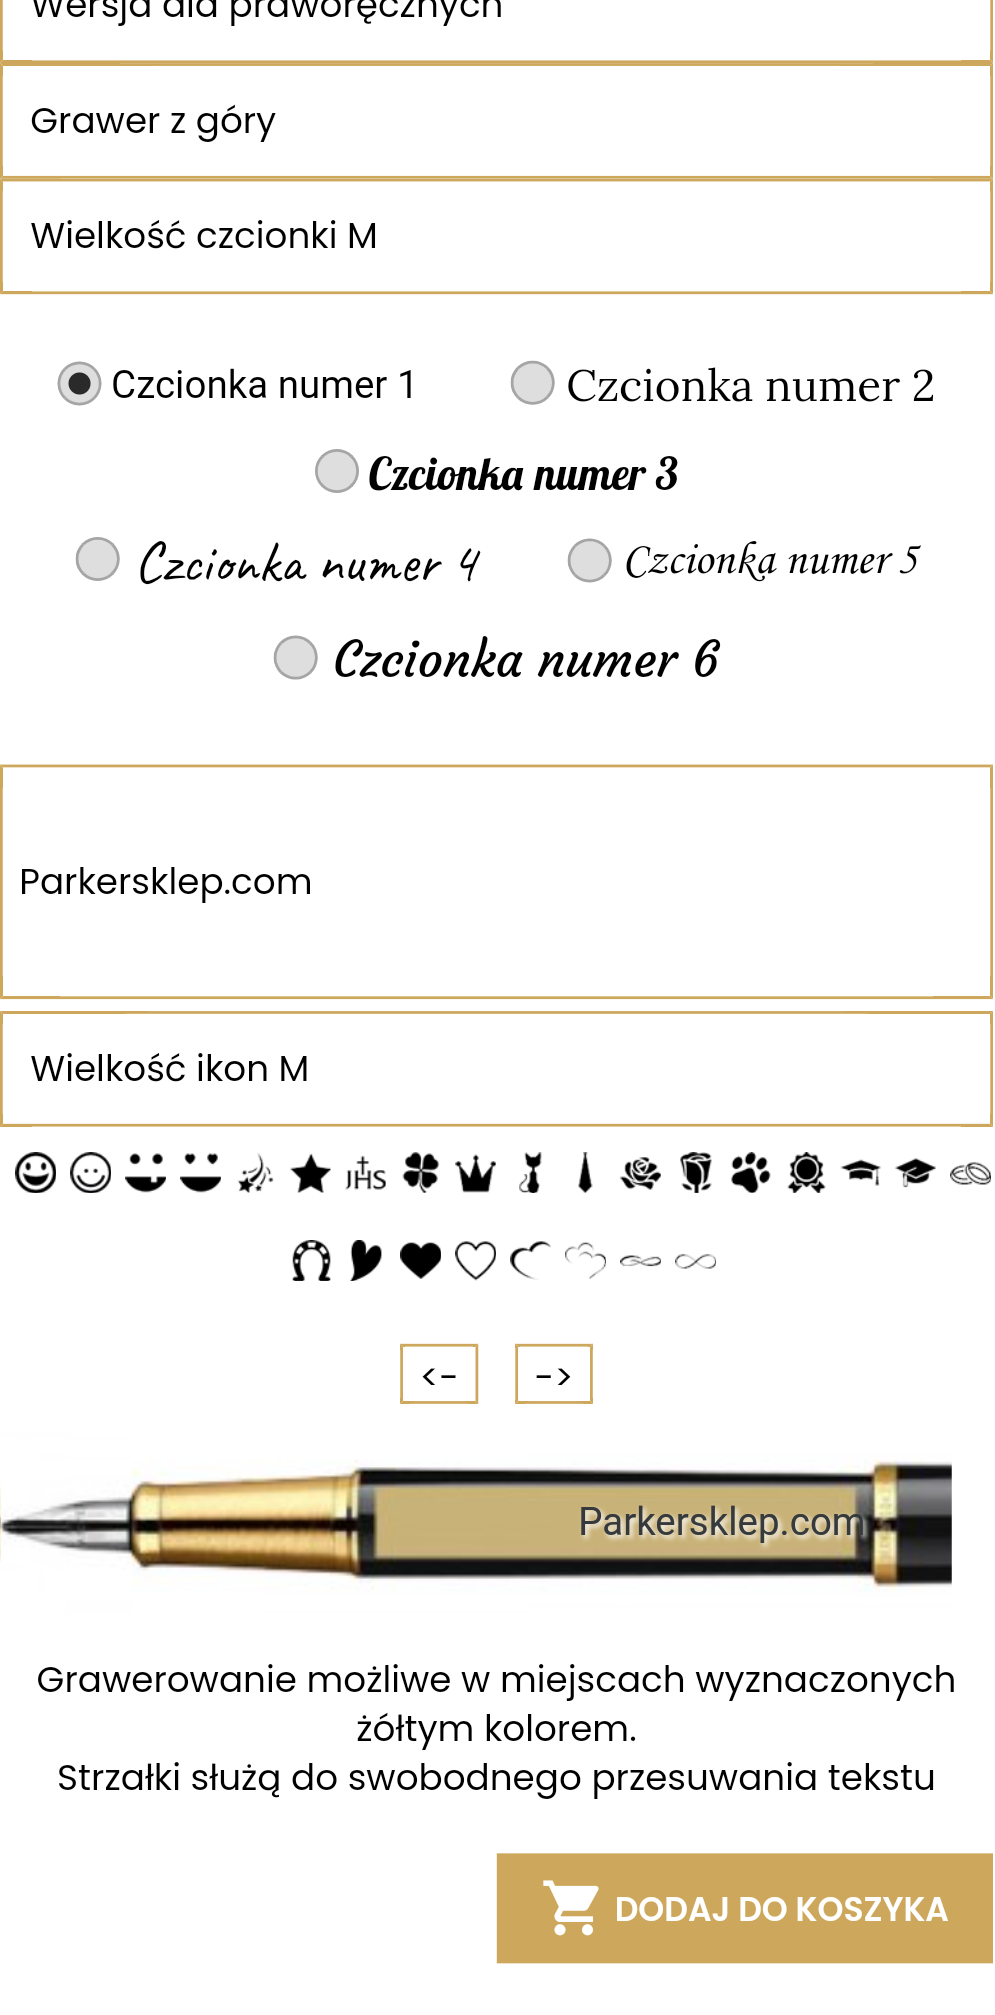 Wersja dla praworęcznych
Grawer z góry
Wielkość czcionki M
Czcionka numer 1
Czcionka numer 2
Czcionka numer 3
Czcionka numer 4
Czcionka numer 5
Czcionka numer 6
Parkersklep.com
Wielkość ikon M
JHS
<- ->
Parkersklep.com
Grawerowanie możliwe w miejscach wyznaczonych
żółtym kolorem.
Strzałki służą do swobodnego przesuwania tekstu
DODAJ DO KOSZYKA